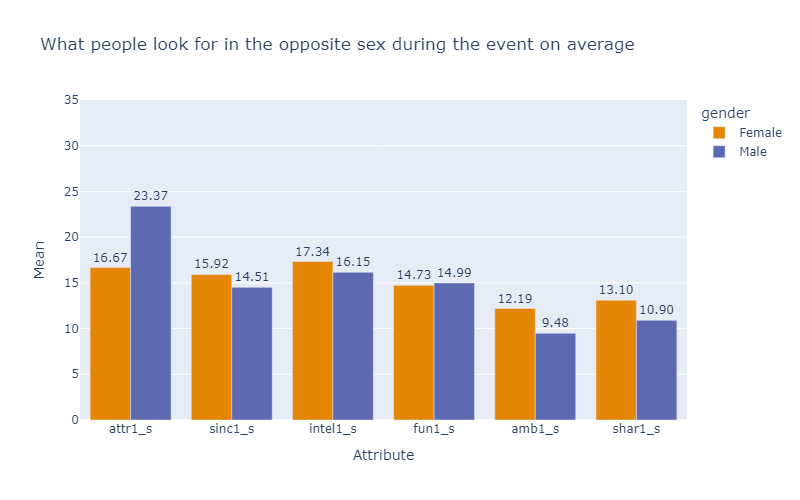 What people look for in the opposite sex during the event on average
gender
Female
Male
Mean
35
30
25
20
15
10
5
0
16.67
23.37
15.92
14.51
17.34
16.15
14.73
14.99
12.19
9.48
13.10
10.90
attr1_s
sinc1_s
intel1_s
fun1_s
amb1_s
shar1_s
Attribute